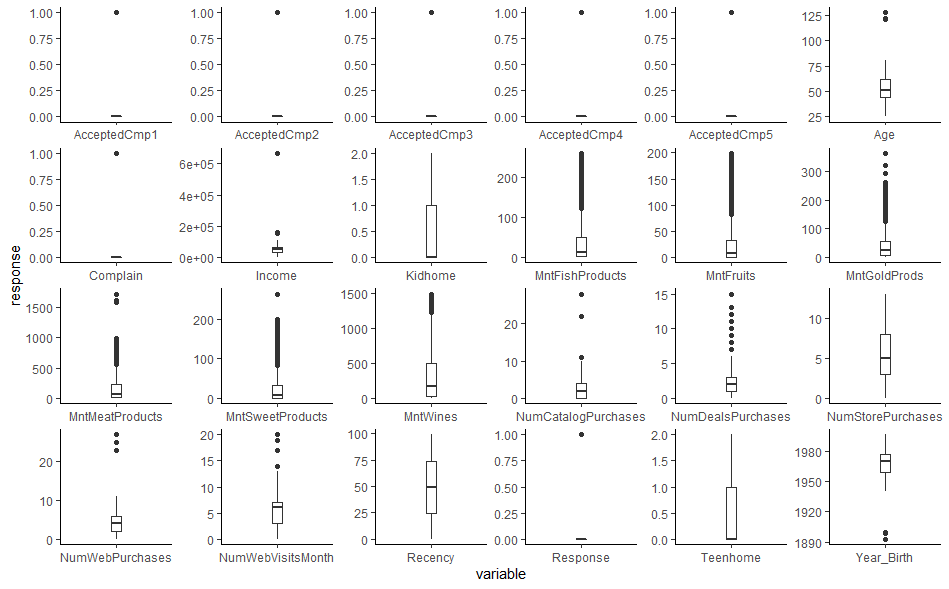 1.00 1.00 1.00 1.00 1.00 125
0.75 0.75 0.75 0.75 0.75 100
0.50 0.50 0.50 0.50 0.50 75
0.25 0.25 0.25 0.25 0.25 50
0.00 0.00 0.00 0.00 0.00 25
AcceptedCmp1 AcceptedCmp2 AcceptedCmp3 AcceptedCmp4 AcceptedCmp5 Age
1.00 6e+05 2.0 200 200 300
0.75 4e+05 1.5 100 150 200
0.50 2e+05 1.0 0 100 100
0.25 0e+00 0.5 50 0
0.00 0.0 0
Complain Income Kidhome MntFishProducts MntFruits MntGoldProds
response
1500 200 1500 20 15 10
1000 100 1000 10 10 5
500 0 500 0 5 0
0 0 0
MntMeatProducts MntSweetProducts MntWines NumCatalogPurchases NumDealsPurchases NumStorePurchases
20 20 100 1.00 2.0 1980
10 15 75 0.75 1.5 1950
0 10 50 0.50 1.0 1920
5 25 0.25 0.5 1890
0 0 0.00 0.0
NumWebPurchases NumWebVisitsMonth Recency Response Teenhome Year_Birth
variable